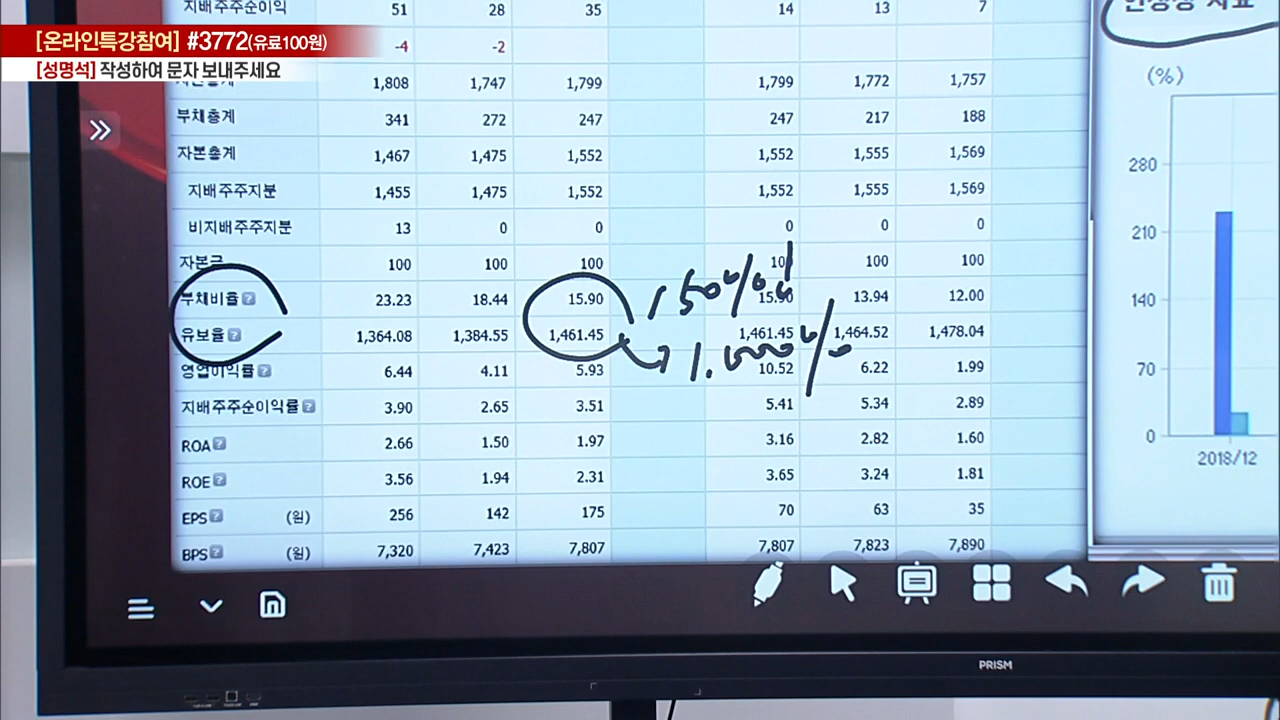 [온라인특강참여] #3772(유료100원)
[성명석] 작성하여 문자 보내주세요
지배주주순이익 51 28 35 14 13 7
-4 -2
1,808 1,747 1,799 1,799 1,772 1,757
부채총계 341 272 247 247 217 188
자본총계 1,467 1,475 1,552 1,552 1,555 1,569
지배주주지분 1,455 1,475 1,552 1,552 1,555 1,569
비지배주주지분 13 0 0 0 0 0
자본금 100 100 100 100 100 100
부채비율 23.23 18.44 15.90 15.90 13.94 12.00
유보율 1,364.08 1,384.55 1,461.45 1,461.45 1,464.52 1,478.04
영업이익률 6.44 4.11 5.93 10.52 6.22 1.99
지배주주순이익률 3.90 2.65 3.51 5.41 5.34 2.89
ROA 2.66 1.50 1.97 3.16 2.82 1.60
ROE 3.56 1.94 2.31 3.65 3.24 1.81
EPS (원) 256 142 175 70 63 35
BPS (원) 7,320 7,423 7,807 7,807 7,823 7,890
150%
1.000%
(%)
280
210
140
70
0
2018/12
PRISM